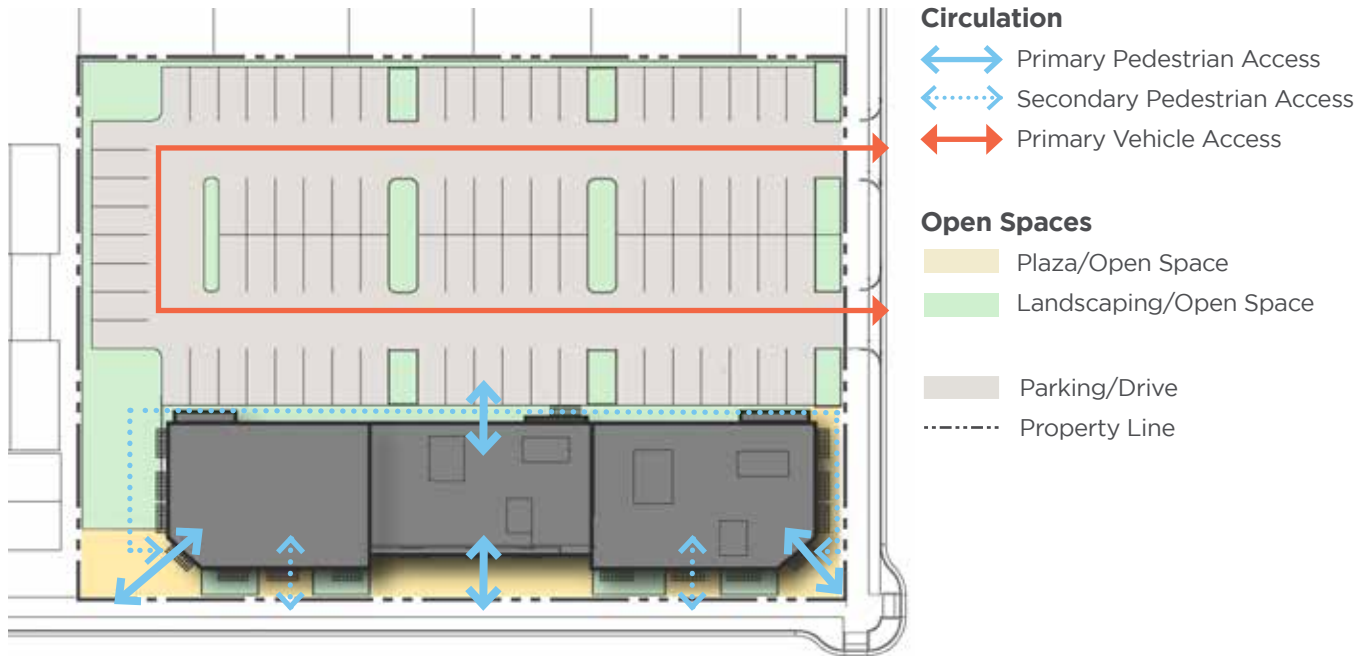 Circulation
Primary Pedestrian Access
Secondary Pedestrian Access
Primary Vehicle Access
Open Spaces
Plaza/Open Space
Landscaping/Open Space
Parking/Drive
Property Line